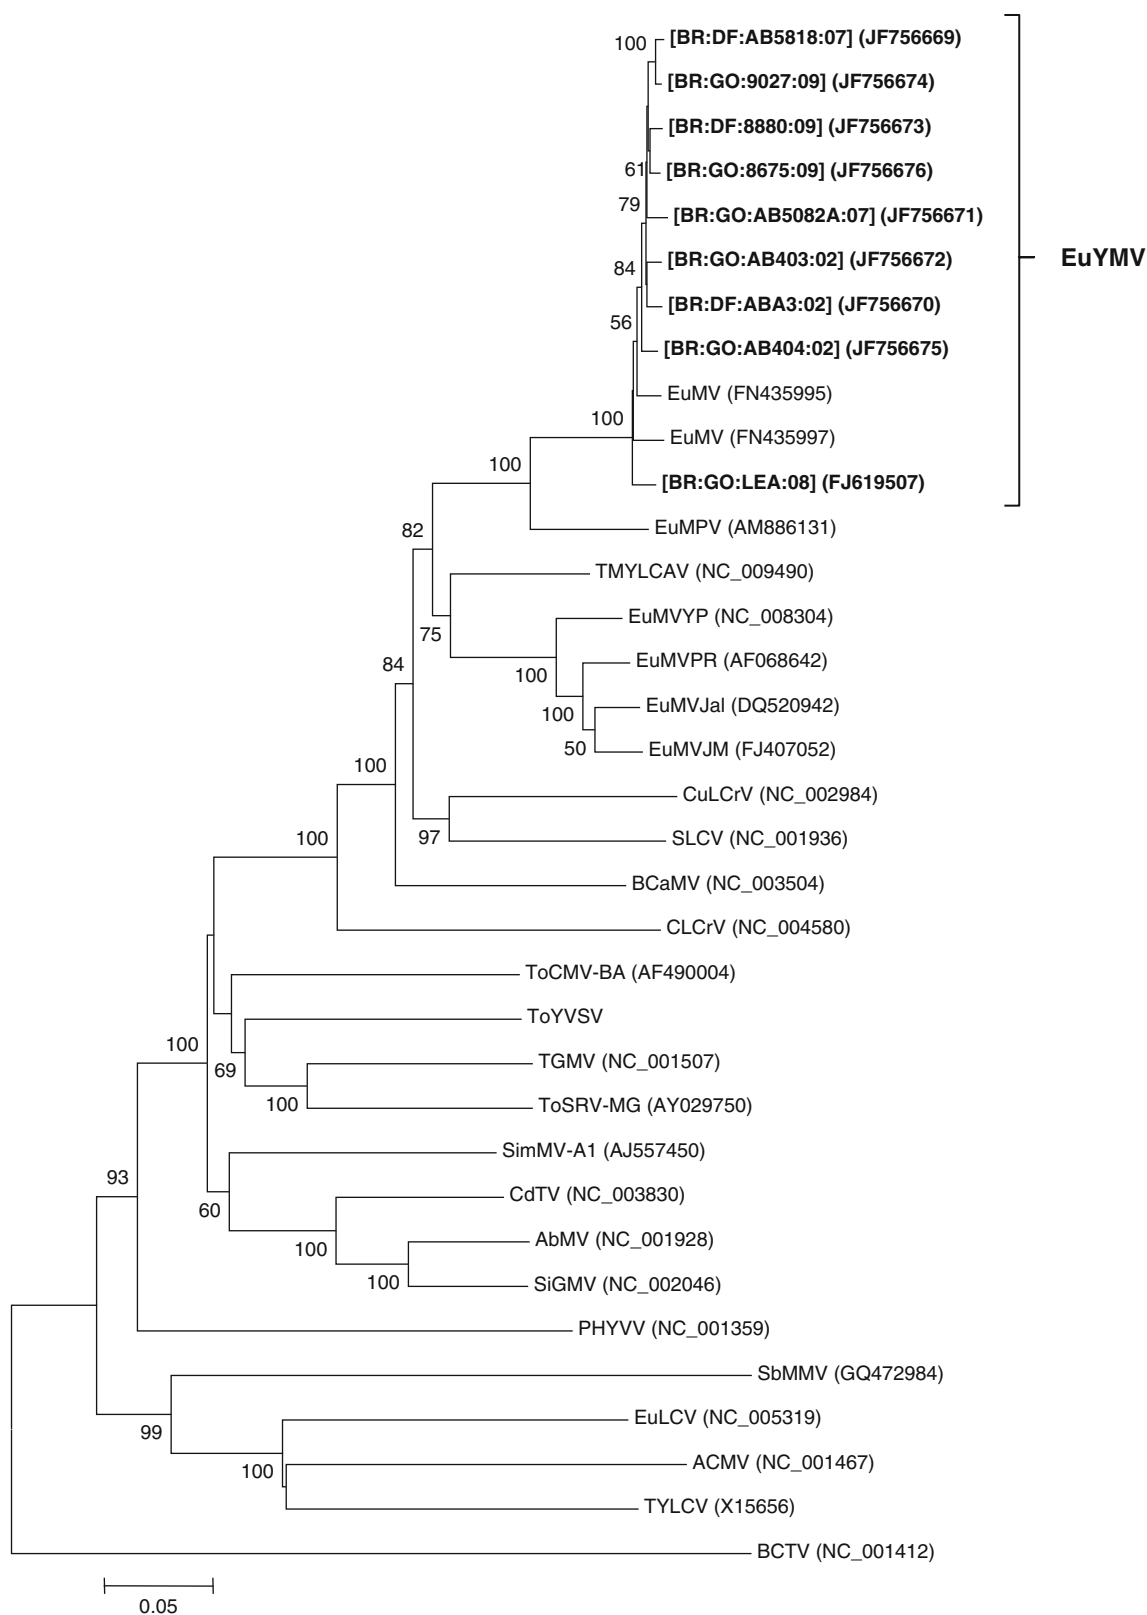 100
[BR:DF:AB5818:07] (JF756669)
[BR:GO:9027:09] (JF756674)
[BR:DF:8880:09] (JF756673)
61
[BR:GO:8675:09] (JF756676)
79
[BR:GO:AB5082A:07] (JF756671)
EuYMV
84
[BR:GO:AB403:02] (JF756672)
[BR:DF:ABA3:02] (JF756670)
56
[BR:GO:AB404:02] (JF756675)
EuMV (FN435995)
100
EuMV (FN435997)
100
[BR:GO:LEA:08] (FJ619507)
82
EuMPV (AM886131)
TMYLCAV (NC_009490)
75
EuMVYP (NC_008304)
84
100
EuMVPR (AF068642)
100
EuMVJal (DQ520942)
50
EuMVJM (FJ407052)
100
CuLCrV (NC_002984)
100
97
SLCV (NC_001936)
BCaMV (NC_003504)
CLCrV (NC_004580)
ToCMV-BA (AF490004)
ToYVSV
100
69
TGMV (NC_001507)
100
ToSRV-MG (AY029750)
SimMV-A1 (AJ557450)
93
60
CdTV (NC_003830)
100
AbMV (NC_001928)
100
SiGMV (NC_002046)
PHYVV (NC_001359)
SbMMV (GQ472984)
99
EuLCV (NC_005319)
100
ACMV (NC_001467)
TYLCV (X15656)
BCTV (NC_001412)
0.05